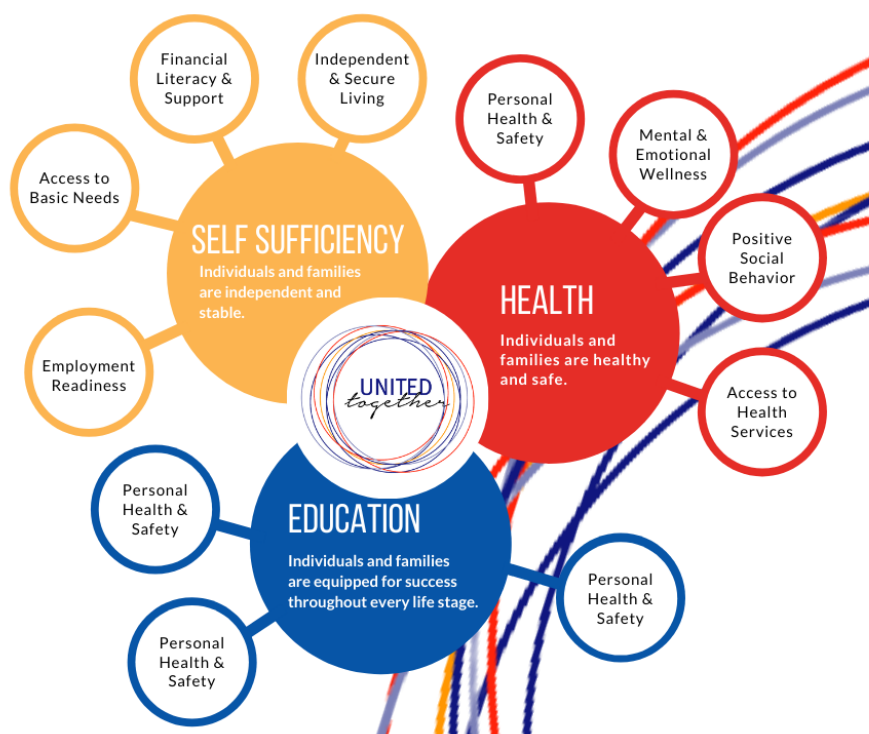 Financial
Literacy &
Support
Independent
& Secure
Living
Access to
Basic Needs
Employment
Readiness
SELF SUFFICIENCY
Individuals and families
are independent and
stable.
Personal
Health &
Safety
Mental &
Emotional
Wellness
Positive
Social
Behavior
Access to
Health
Services
HEALTH
Individuals and
families are healthy
and safe.
UNITED
together
EDUCATION
Individuals and families
are equipped for success
throughout every life stage.
Personal
Health &
Safety
Personal
Health &
Safety
Personal
Health &
Safety